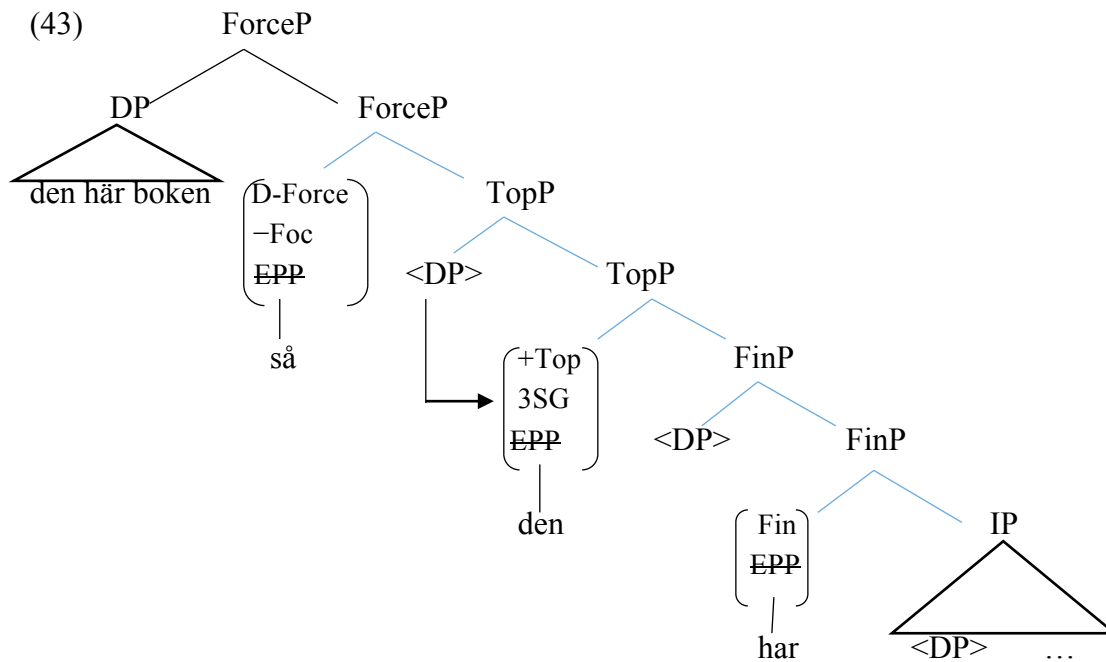 (43) ForceP
DP ForceP
den här boken
D-Force TopP
−Foc
EPP <DP> TopP
så
+Top FinP
3SG
EPP <DP> FinP
den
Fin IP
EPP
har <DP> …